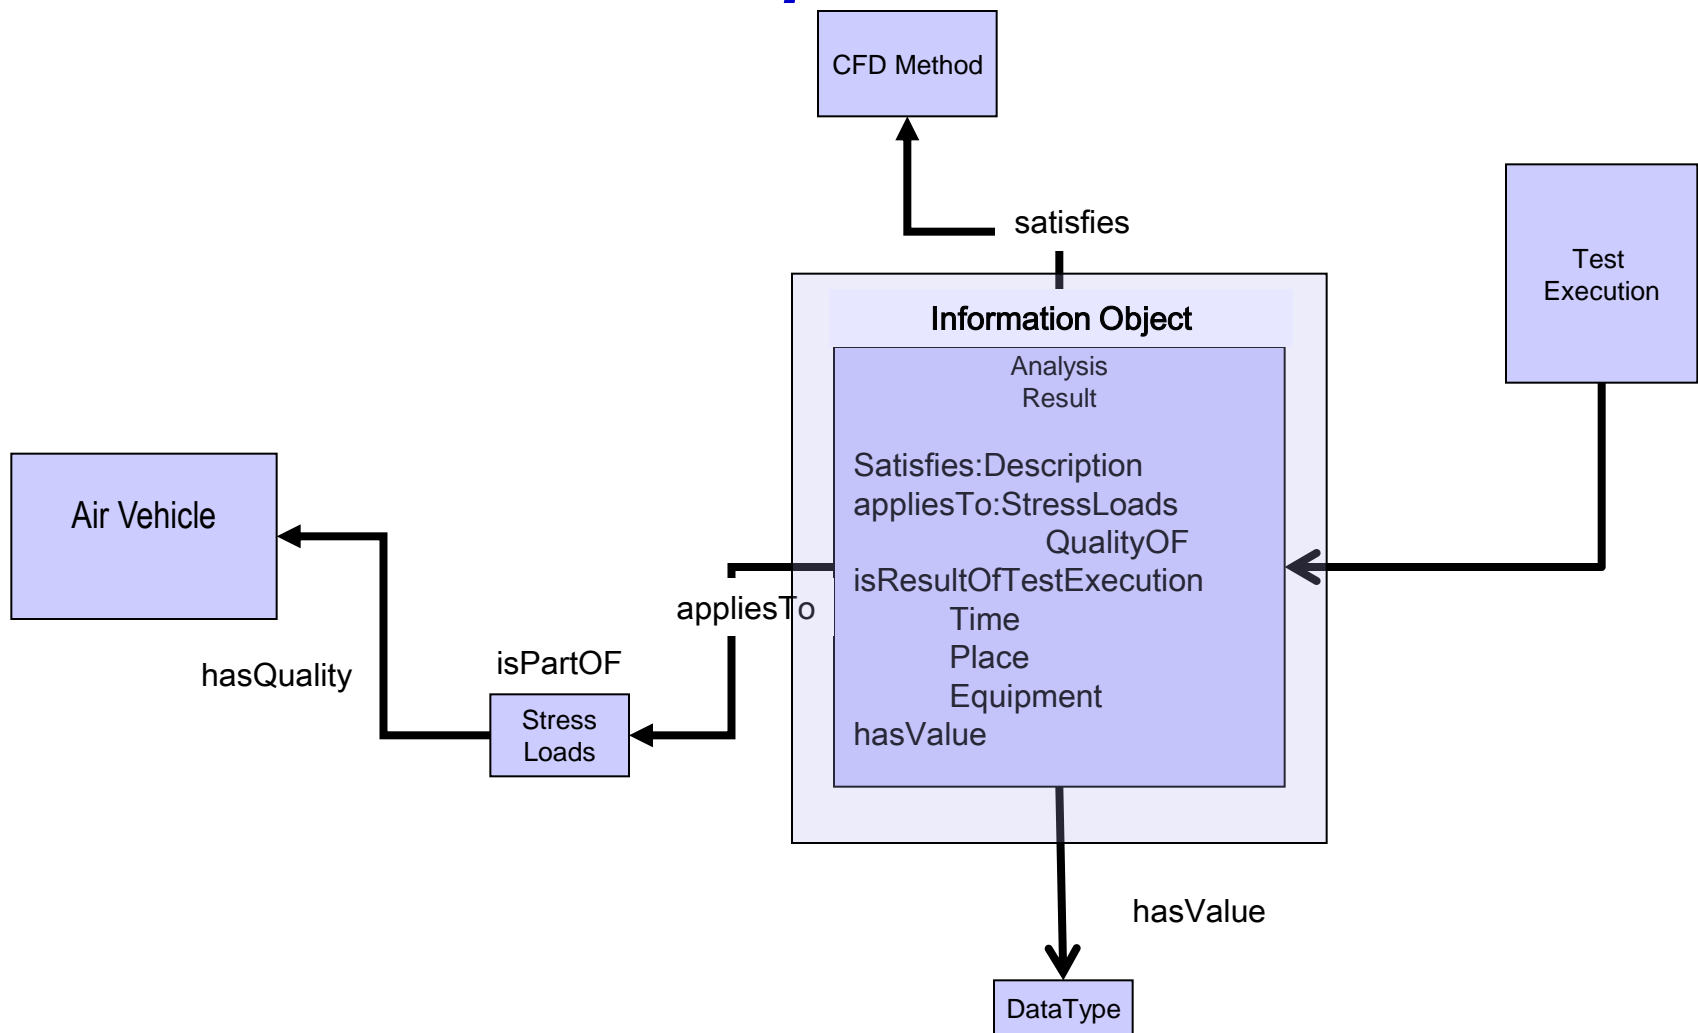 CFD Method
satisfies
Test
Execution
Information Object
Analysis
Result
Satisfies:Description
appliesTo:StressLoads
QualityOF
isResultOfTestExecution
Time
Place
Equipment
hasValue
Air Vehicle
appliesTo
hasQuality
isPartOF
Stress
Loads
hasValue
DataType